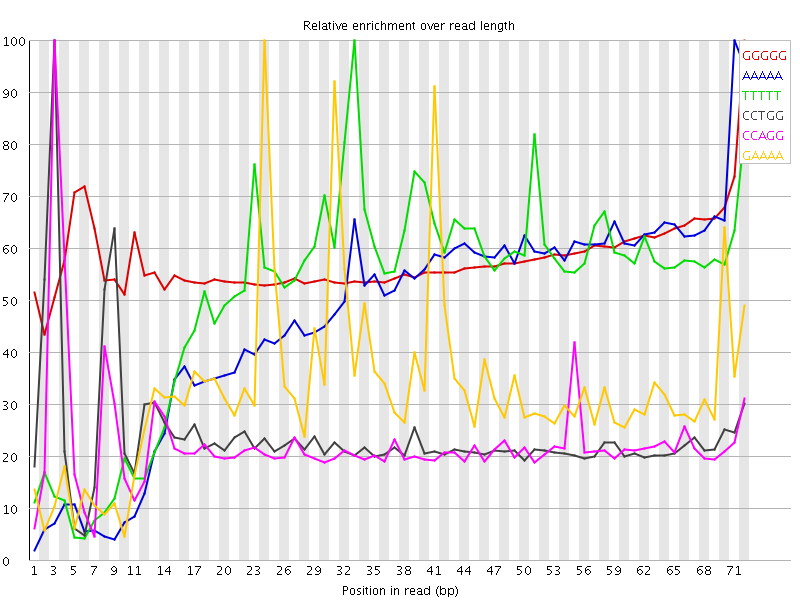 Relative enrichment over read length
100
90
80
70
60
50
40
30
20
10
0
GGGGG
AAAAA
TTTTT
CCTGG
CCAGG
GAAAA
1 3 5 7 9 11 14 17 20 23 26 29 32 35 38 41 44 47 50 53 56 59 62 65 68 71
Position in read (bp)